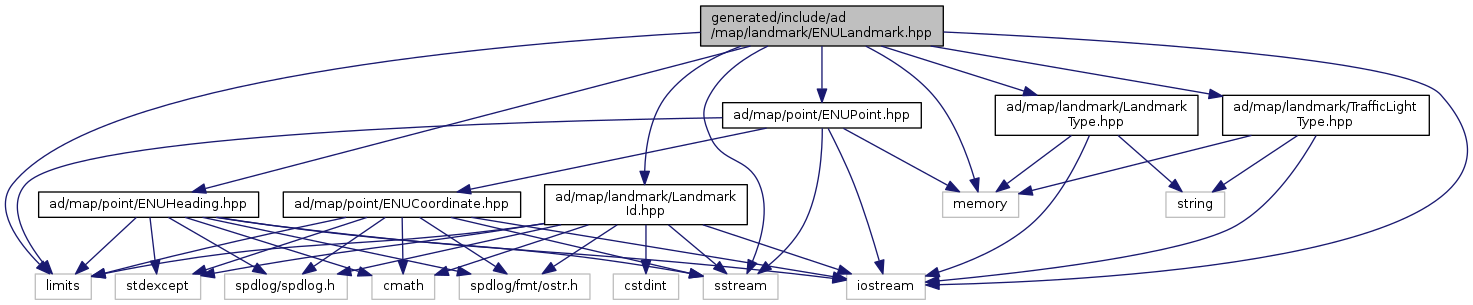 generated/include/ad
/map/landmark/ENULandmark.hpp
ad/map/point/ENUPoint.hpp
ad/map/landmark/Landmark
Type.hpp
ad/map/landmark/TrafficLight
Type.hpp
ad/map/point/ENUHeading.hpp
ad/map/point/ENUCoordinate.hpp
ad/map/landmark/Landmark
Id.hpp
memory
string
limits
stdexcept
spdlog/spdlog.h
cmath
spdlog/fmt/ostr.h
cstdint
sstream
iostream